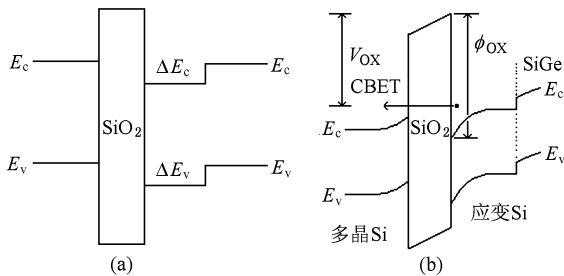 Ec
ΔEc
Ec
SiO2
Ev
ΔEv
Ev
(a)
VOX
ϕOX
SiGe
CBET
Ec
Ec
SiO2
Ev
Ev
多晶Si
应变Si
(b)